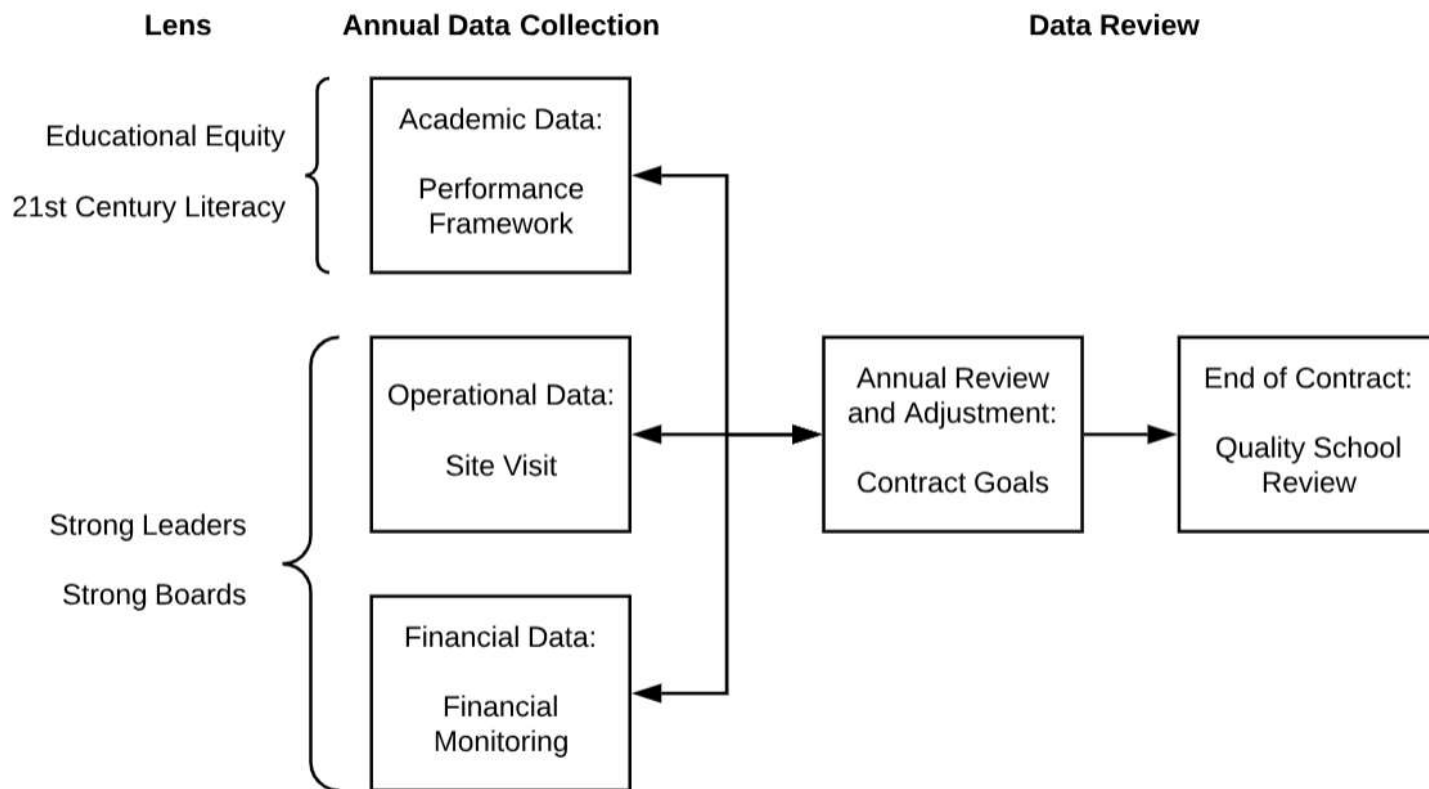 Lens
Annual Data Collection
Data Review
Educational Equity
21st Century Literacy
Academic Data:
Performance
Framework
Strong Leaders
Strong Boards
Operational Data:
Site Visit
Financial Data:
Financial
Monitoring
Annual Review
and Adjustment:
Contract Goals
End of Contract:
Quality School
Review